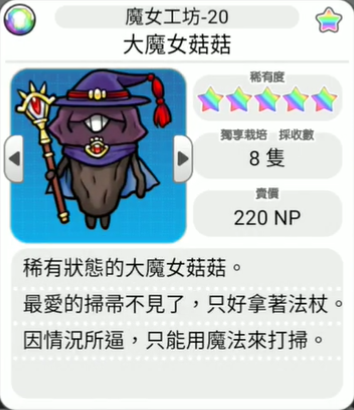 魔女工坊-20
大魔女菇菇
稀有度
獨享栽培 採收數
8 隻
賣價
220 NP
稀有狀態的大魔女菇菇。
最愛的掃帚不見了，只好拿著法杖。
因情況所逼，只能用魔法來打掃。